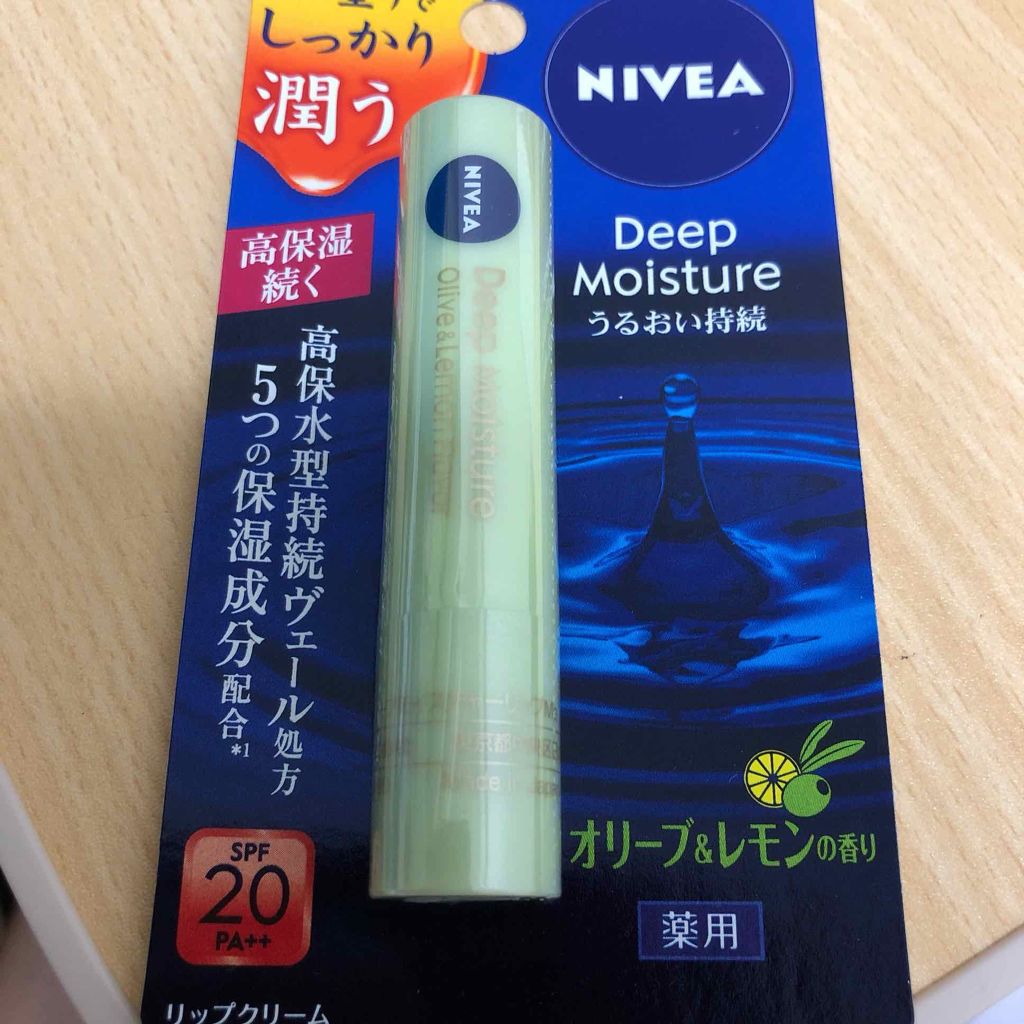 しっかり
潤う
NIVEA
Deep
Moisture
うるおい持続
高保湿
続く
高保水型持続ヴェール処方
5つの保湿成分配合*1
NIVEA
Deep Moisture
Olive&Lemon
オリーブ&レモンの香り
薬用
SPF
20
PA++
リップクリーム